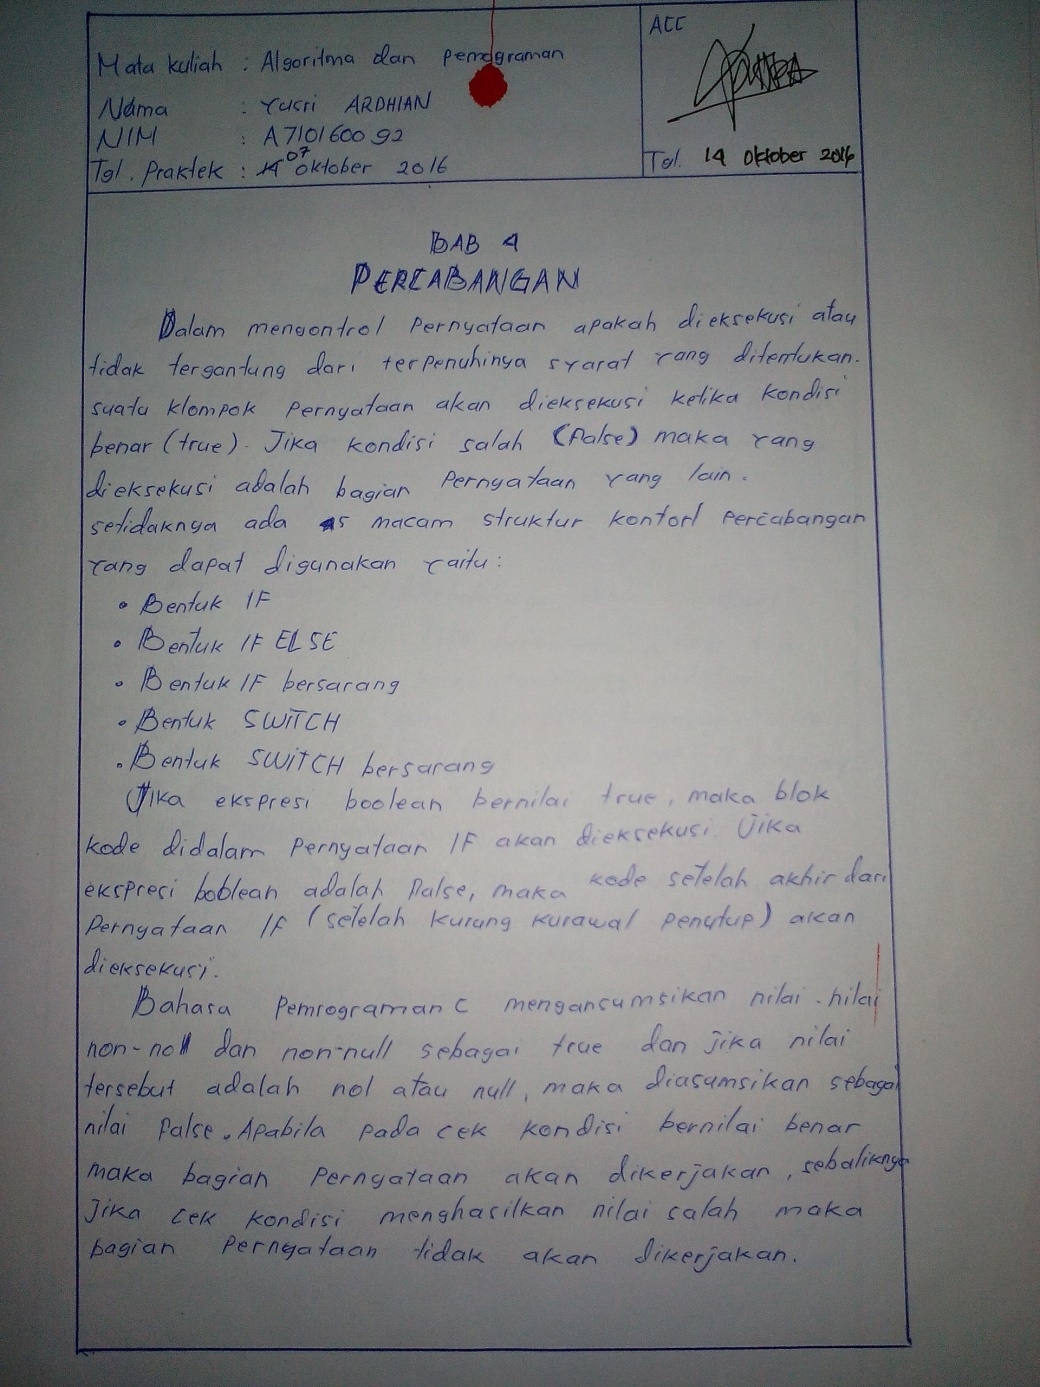 Mata kuliah : Algoritma dan pemograman
Nama : Yusri ARDHIAN
NIM : A710160092
Tgl. Praktek : 07 oktober 2016
ACC
Tgl. 14 Oktober 2016
BAB 4
PERCABANGAN
Dalam mengontrol Pernyataan apakah dieksekusi atau
tidak tergantung dari terpenuhinya syarat yang ditentukan.
suatu klompok pernyataan akan dieksekusi ketika kondisi
benar (true). Jika kondisi salah (false) maka yang
dieksekusi adalah bagian Pernyataan yang lain.
setidaknya ada 5 macam struktur kontorl percabangan
yang dapat digunakan yaitu:
• Bentuk IF
• Bentuk IF ELSE
• Bentuk IF bersarang
• Bentuk SWITCH
• Bentuk SWITCH bersarang
Jika ekspresi boolean bernilai true, maka blok
kode didalam pernyataan IF akan dieksekusi. Jika
ekspresi boolean adalah false, maka kode setelah akhir dari
Pernyataan IF (setelah kurung kurawal penutup) akan
dieksekusi.
Bahasa Pemrograman C mengansumsikan nilai-nilai
non-nol dan non-null sebagai true dan jika nilai
tersebut adalah nol atau null, maka diasumsikan sebagai
nilai false. Apabila pada cek kondisi bernilai benar
maka bagian pernyataan akan dikerjakan, sebaliknya
Jika cek kondisi menghasilkan nilai salah maka
bagian pernyataan tidak akan dikerjakan.